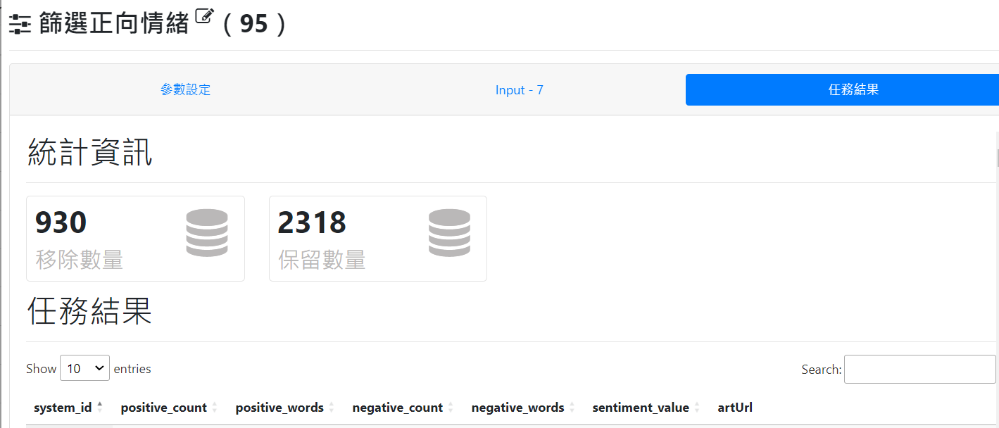 篩選正向情緒 ( 95 )
參數設定 Input - 7 任務結果
統計資訊
930 2318
移除數量 保留數量
任務結果
Show 10 entries Search:
system_id positive_count positive_words negative_count negative_words sentiment_value artUrl